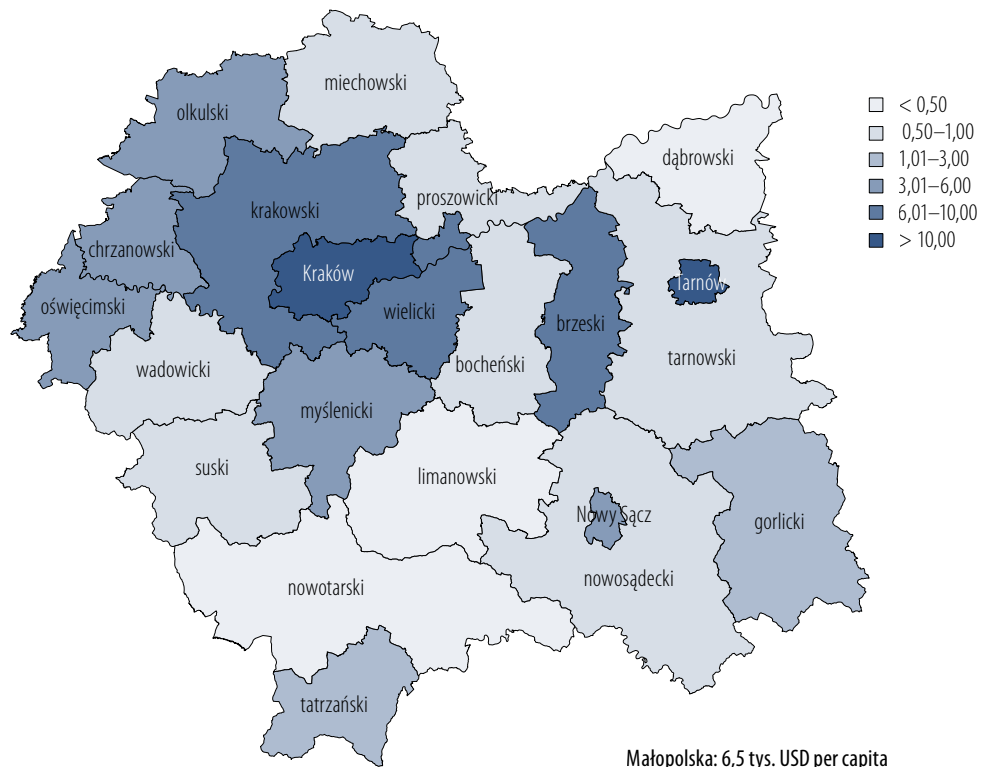 miechowski
olkulski
< 0,50
0,50–1,00
1,01–3,00
3,01–6,00
6,01–10,00
> 10,00
dąbrowski
proszowicki
krakowski
chrzanowski
Kraków
Tarnów
oświęcimski
wielicki
brzeski
wadowicki
bocheński
tarnowski
myślenicki
suski
limanowski
Nowy Sącz
gorlicki
nowosądecki
nowotarski
tatrzański
Małopolska: 6,5 tys. USD per capita